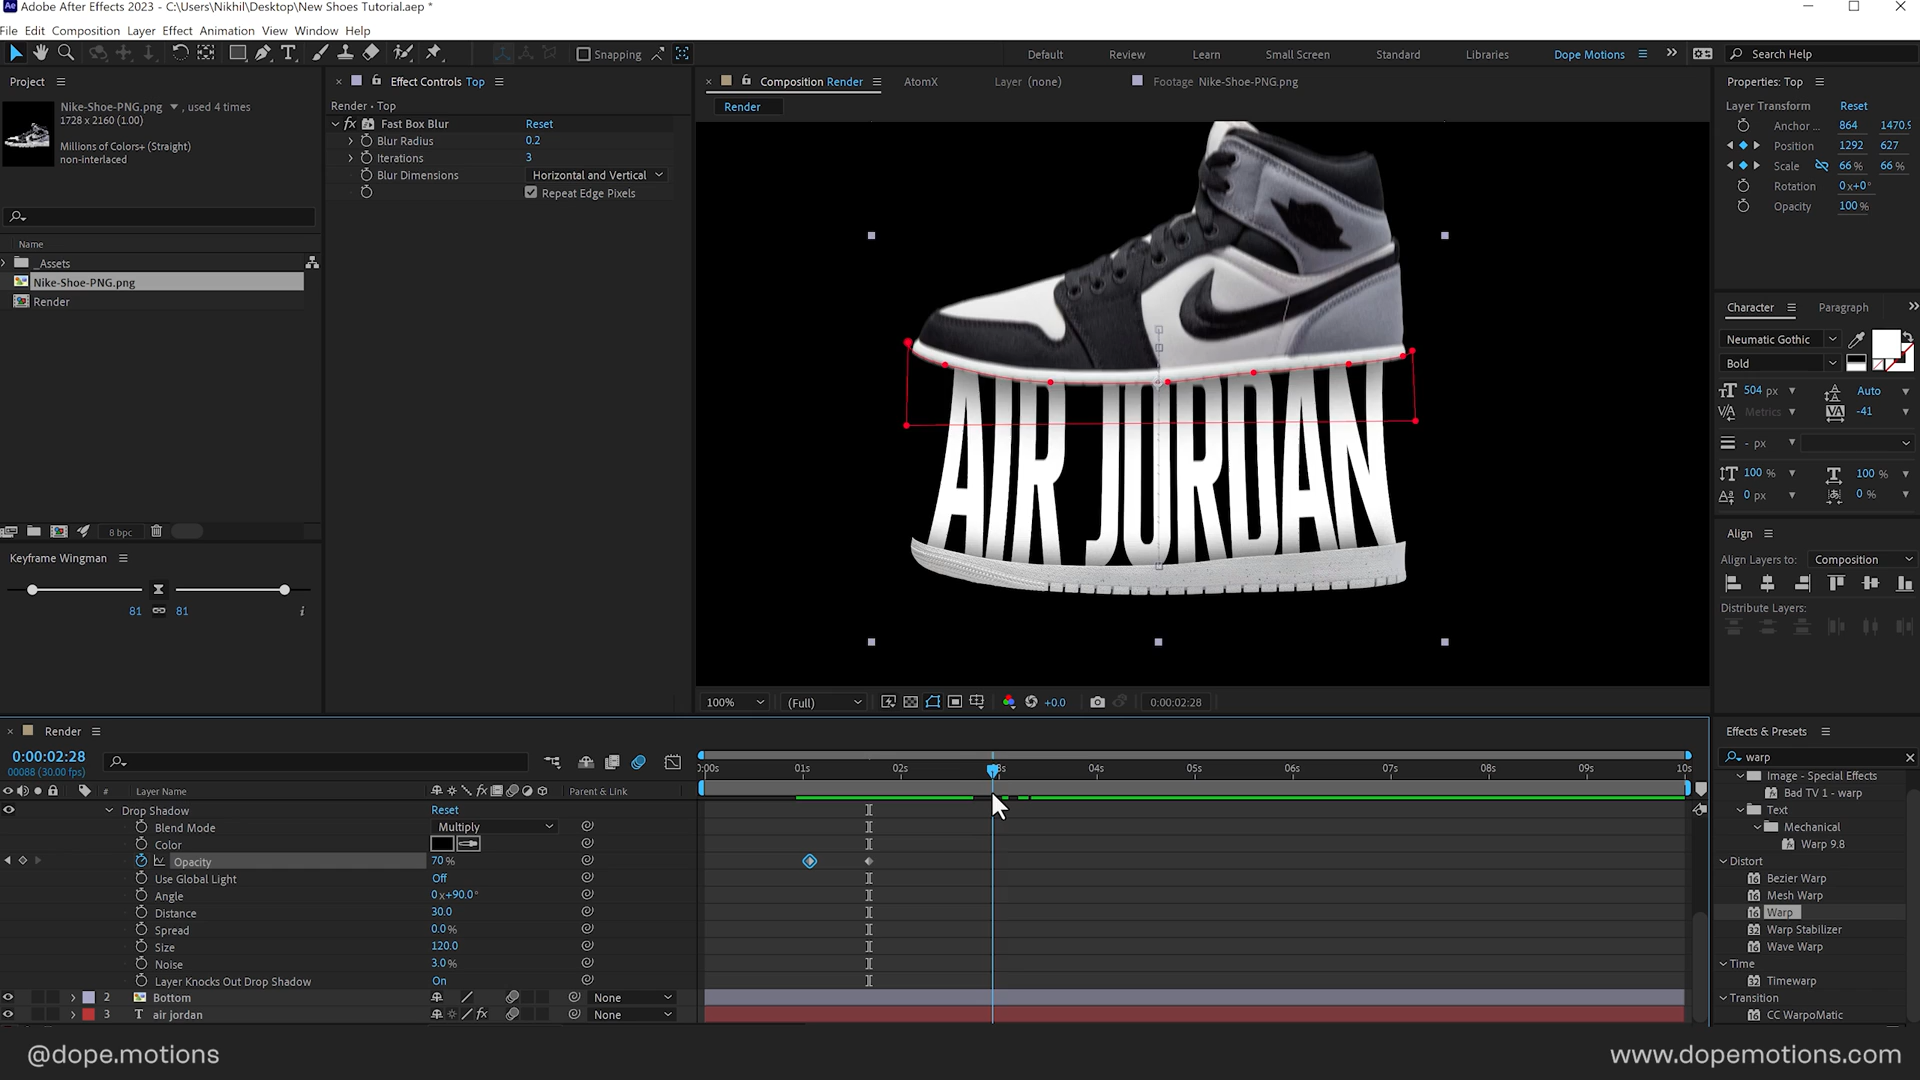 Adobe After Effects 2023 - C:\Users\Nikhil\Desktop\New Shoes Tutorial.aep *
File Edit Composition Layer Effect Animation View Window Help
Snapping
Default Review Learn Small Screen Standard Libraries Dope Motions
Search Help
Project
Nike-Shoe-PNG.png , used 4 times
1728 x 2160 (1.00)
Millions of Colors+ (Straight)
non-interlaced
Name
_Assets
Nike-Shoe-PNG.png
Render
8 bpc
Keyframe Wingman
81 81
Effect Controls Top
Render • Top
fx Fast Box Blur Reset
Blur Radius 0.2
Iterations 3
Blur Dimensions Horizontal and Vertical
Repeat Edge Pixels
Composition Render AtomX Layer (none) Footage Nike-Shoe-PNG.png
Render
AIR JORDAN
100% (Full) +0.0 0:00:02:28
Properties: Top
Layer Transform Reset
Anchor ... 864 1470.9
Position 1292 627
Scale 66 % 66 %
Rotation 0x+0°
Opacity 100 %
Character Paragraph
Neumatic Gothic
Bold
504 px Auto
Metrics -41
- px
100 % 100 %
0 px 0 %
Align
Align Layers to: Composition
Distribute Layers:
Render
0:00:02:28
00088 (30.00 fps)
# Layer Name Parent & Link
0:00s 01s 02s 3s 04s 05s 06s 07s 08s 09s 10s
Drop Shadow Reset
Blend Mode Multiply
Color
Opacity 70 %
Use Global Light Off
Angle 0x+90.0°
Distance 30.0
Spread 0.0 %
Size 120.0
Noise 3.0 %
Layer Knocks Out Drop Shadow On
2 Bottom None
3 T air jordan fx None
Effects & Presets
warp
Image - Special Effects
Bad TV 1 - warp
Text
Mechanical
Warp 9.8
Distort
Bezier Warp
Mesh Warp
Warp
Warp Stabilizer
Wave Warp
Time
Timewarp
Transition
CC WarpoMatic
@dope.motions
www.dopemotions.com